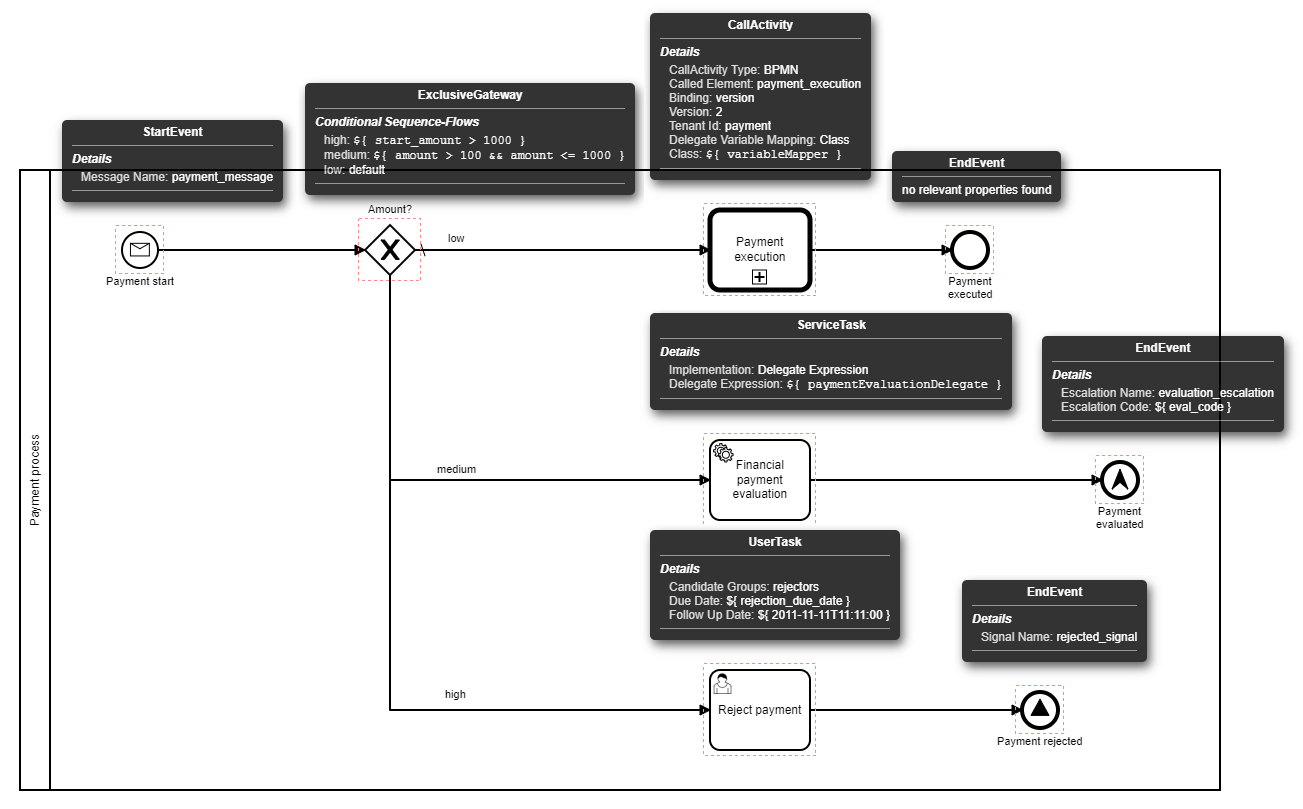 CallActivity
Details
CallActivity Type: BPMN
Called Element: payment_execution
Binding: version
Version: 2
Tenant Id: payment
Delegate Variable Mapping: Class
Class: ${ variableMapper }
ExclusiveGateway
Conditional Sequence-Flows
high: ${ start_amount > 1000 }
medium: ${ amount > 100 && amount <= 1000 }
low: default
StartEvent
Details
Message Name: payment_message
EndEvent
no relevant properties found
Amount?
low
Payment
execution
Payment start
Payment
executed
ServiceTask
Details
Implementation: Delegate Expression
Delegate Expression: ${ paymentEvaluationDelegate }
EndEvent
Details
Escalation Name: evaluation_escalation
Escalation Code: ${ eval_code }
Payment process
medium
Financial
payment
evaluation
Payment
evaluated
UserTask
Details
Candidate Groups: rejectors
Due Date: ${ rejection_due_date }
Follow Up Date: ${ 2011-11-11T11:11:00 }
EndEvent
Details
Signal Name: rejected_signal
high
Reject payment
Payment rejected